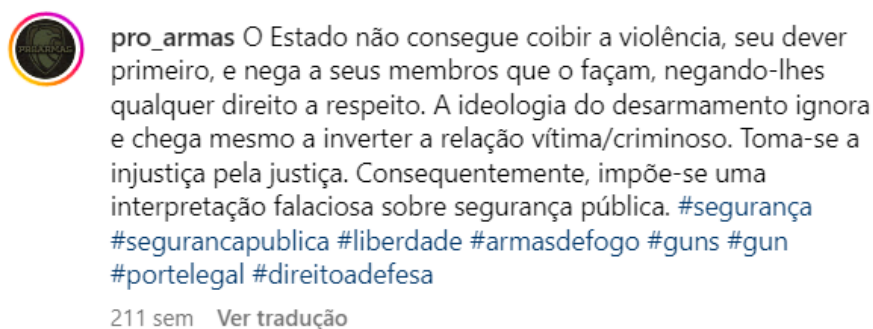 pro_armas O Estado não consegue coibir a violência, seu dever
primeiro, e nega a seus membros que o façam, negando-lhes
qualquer direito a respeito. A ideologia do desarmamento ignora
e chega mesmo a inverter a relação vítima/criminoso. Toma-se a
injustiça pela justiça. Consequentemente, impõe-se uma
interpretação falaciosa sobre segurança pública. #segurança
#segurancapublica #liberdade #armasdefogo #guns #gun
#portelegal #direitoadefesa
211 sem Ver tradução
PROARMAS